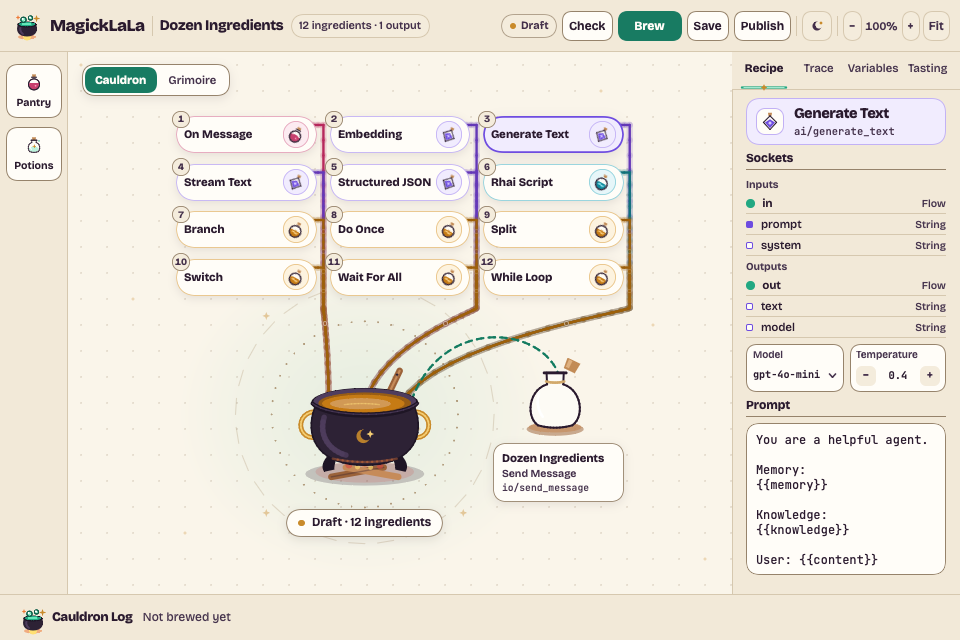 MagickLaLa
Dozen Ingredients
12 ingredients · 1 output
Draft
Check
Brew
Save
Publish
−
100%
+
Fit
Pantry
Potions
Cauldron
Grimoire
1
On Message
2
Embedding
3
Generate Text
4
Stream Text
5
Structured JSON
6
Rhai Script
7
Branch
8
Do Once
9
Split
10
Switch
11
Wait For All
12
While Loop
Dozen Ingredients
Send Message
io/send_message
Draft · 12 ingredients
Recipe
Trace
Variables
Tasting
Generate Text
ai/generate_text
Sockets
Inputs
in Flow
prompt String
system String
Outputs
out Flow
text String
model String
Model
gpt-4o-mini
Temperature
− 0.4 +
Prompt
You are a helpful agent.
Memory:
{{memory}}
Knowledge:
{{knowledge}}
User: {{content}}
Cauldron Log
Not brewed yet